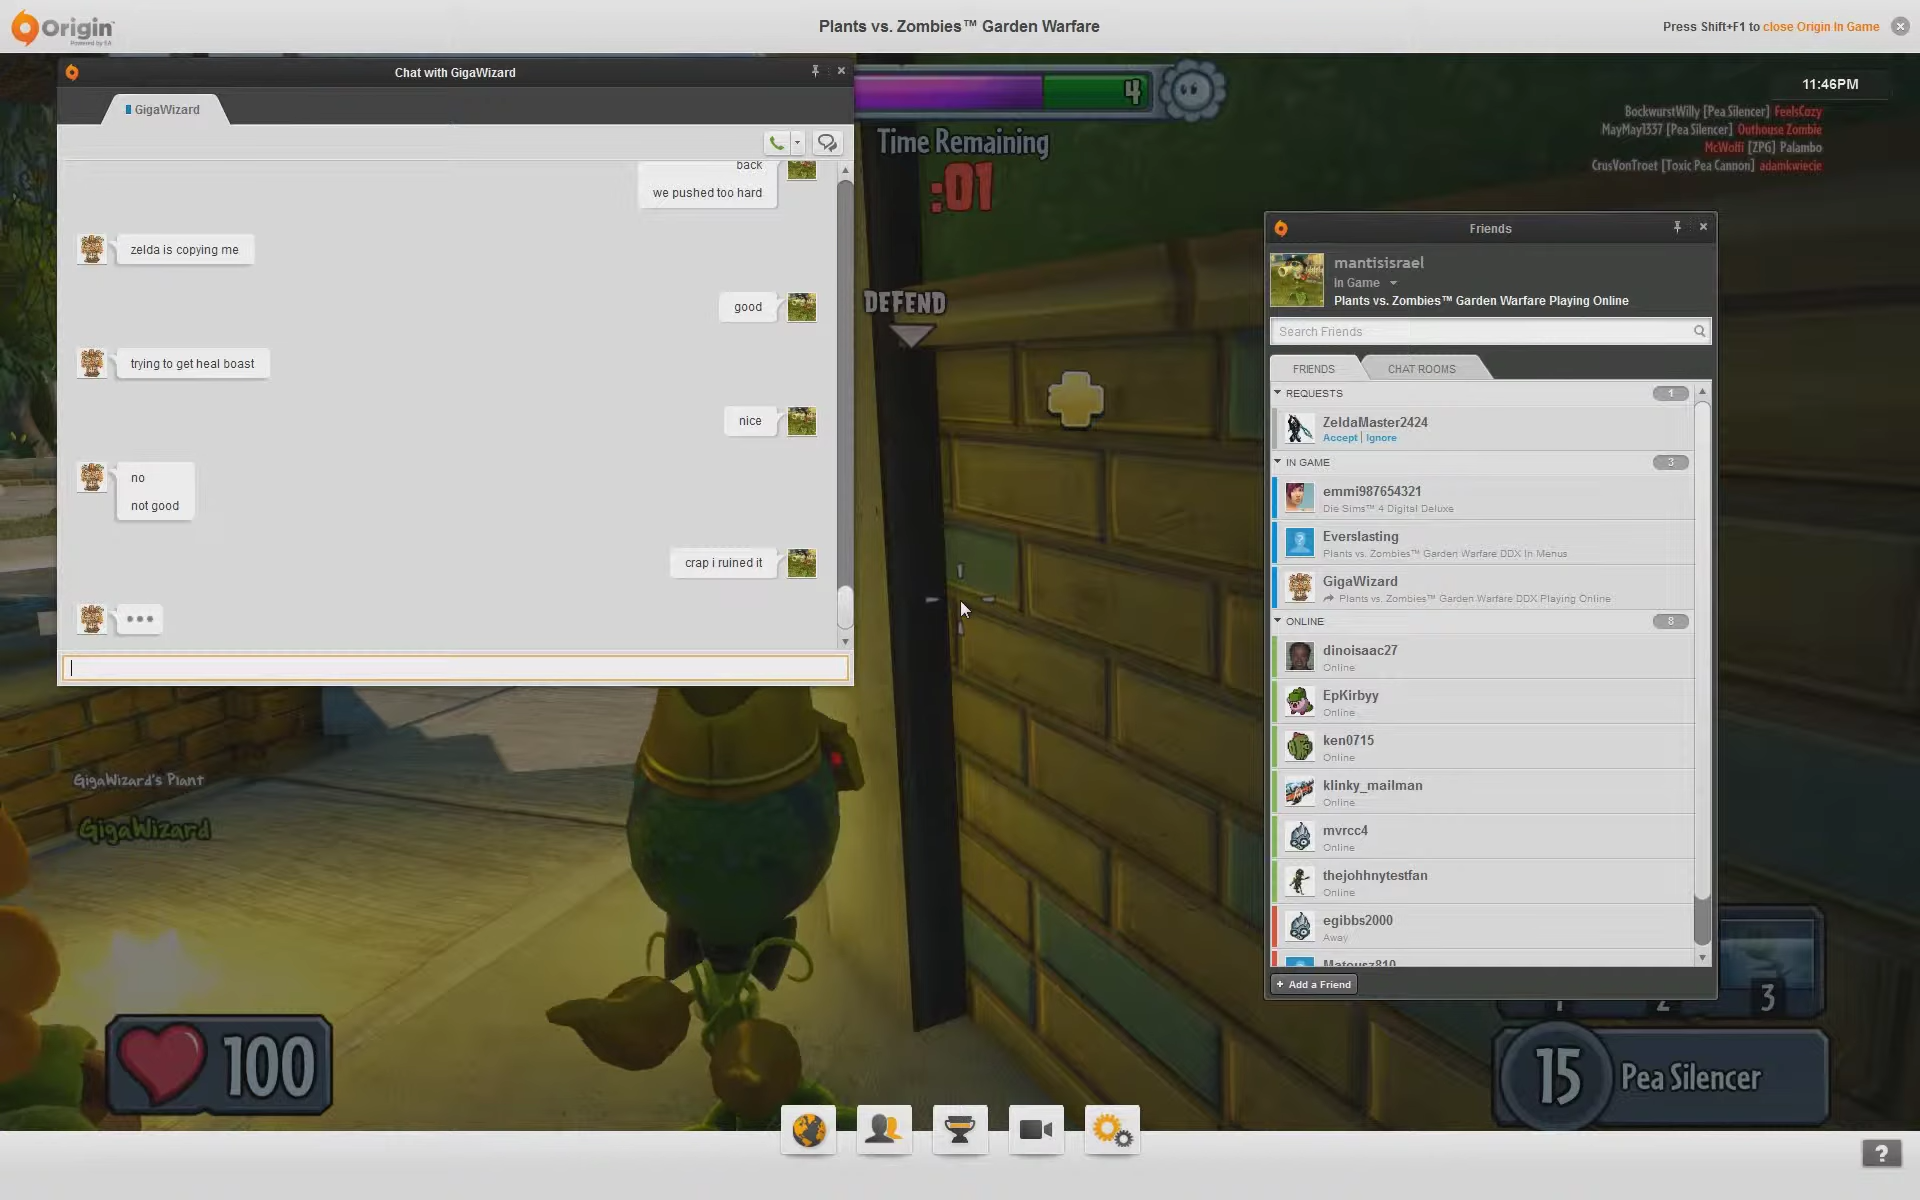 Origin
Powered by EA
Plants vs. Zombies™ Garden Warfare
Press Shift+F1 to close Origin In Game
Chat with GigaWizard
GigaWizard
back
we pushed too hard
zelda is copying me
good
trying to get heal boast
nice
no
not good
crap i ruined it
4
Time Remaining
:01
DEFEND
11:46PM
BockwurstWilly [Pea Silencer] FeelsCozy
MayMay1337 [Pea Silencer] Outhouse Zombie
McWolfi [ZPG] Palambo
CrusVonTroet [Toxic Pea Cannon] adamkwiecie
Friends
mantisisrael
In Game
Plants vs. Zombies™ Garden Warfare Playing Online
Search Friends
FRIENDS
CHAT ROOMS
REQUESTS
1
ZeldaMaster2424
Accept | Ignore
IN GAME
3
emmi987654321
Die Sims™ 4 Digital Deluxe
Everslasting
Plants vs. Zombies™ Garden Warfare DDX In Menus
GigaWizard
Plants vs. Zombies™ Garden Warfare DDX Playing Online
ONLINE
8
dinoisaac27
Online
EpKirbyy
Online
ken0715
Online
klinky_mailman
Online
mvrcc4
Online
thejohhnytestfan
Online
egibbs2000
Away
Matousz810
+ Add a Friend
GigaWizard's Plant
GigaWizard
100
1
2
3
15
Pea Silencer
?